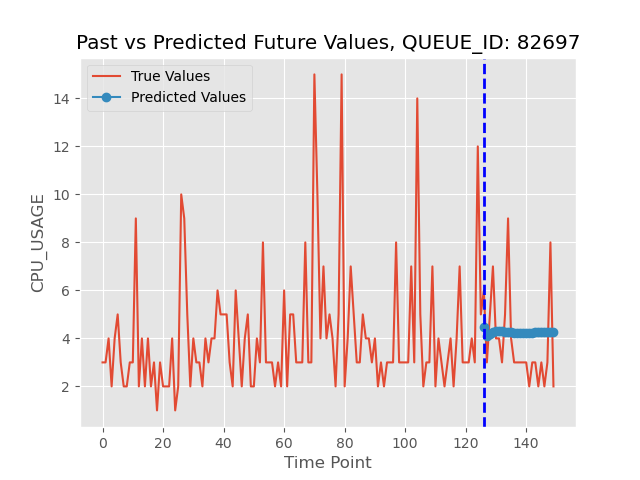 Past vs Predicted Future Values, QUEUE_ID: 82697
True Values
Predicted Values
CPU_USAGE
14
12
10
8
6
4
2
0 20 40 60 80 100 120 140
Time Point